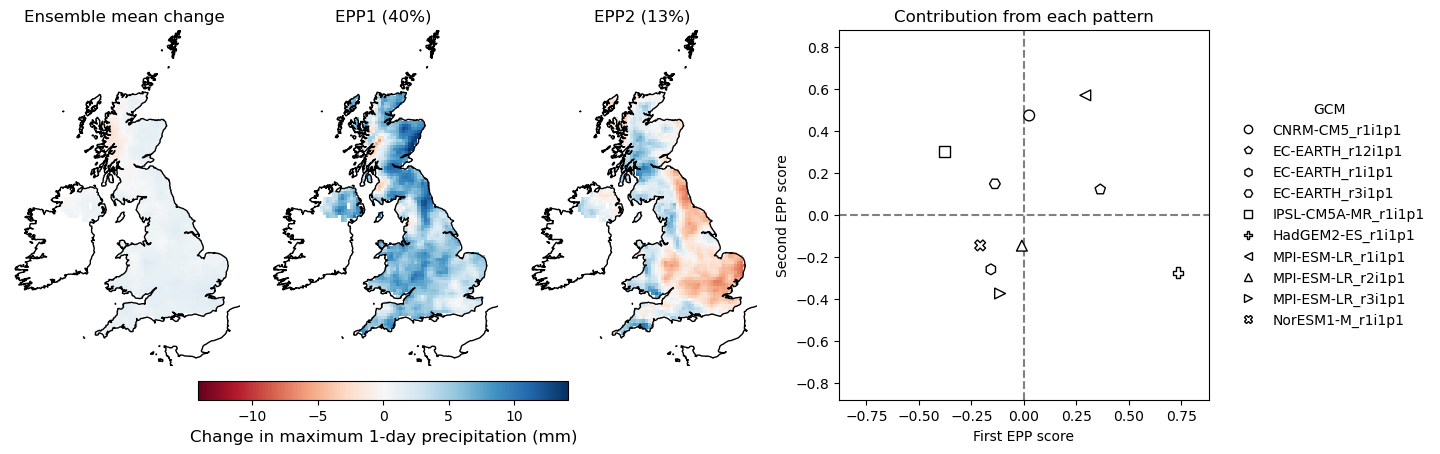 Ensemble mean change
EPP1 (40%)
EPP2 (13%)
−10
−5
0
5
10
Change in maximum 1-day precipitation (mm)
Contribution from each pattern
0.8
0.6
0.4
0.2
0.0
−0.2
−0.4
−0.6
−0.8
Second EPP score
−0.75
−0.50
−0.25
0.00
0.25
0.50
0.75
First EPP score
GCM
CNRM-CM5_r1i1p1
EC-EARTH_r12i1p1
EC-EARTH_r1i1p1
EC-EARTH_r3i1p1
IPSL-CM5A-MR_r1i1p1
HadGEM2-ES_r1i1p1
MPI-ESM-LR_r1i1p1
MPI-ESM-LR_r2i1p1
MPI-ESM-LR_r3i1p1
NorESM1-M_r1i1p1